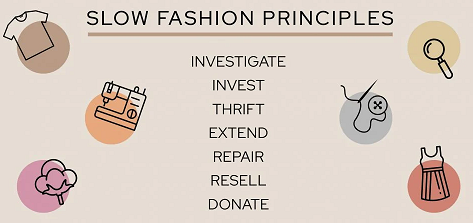 SLOW FASHION PRINCIPLES
INVESTIGATE
INVEST
THRIFT
EXTEND
REPAIR
RESELL
DONATE